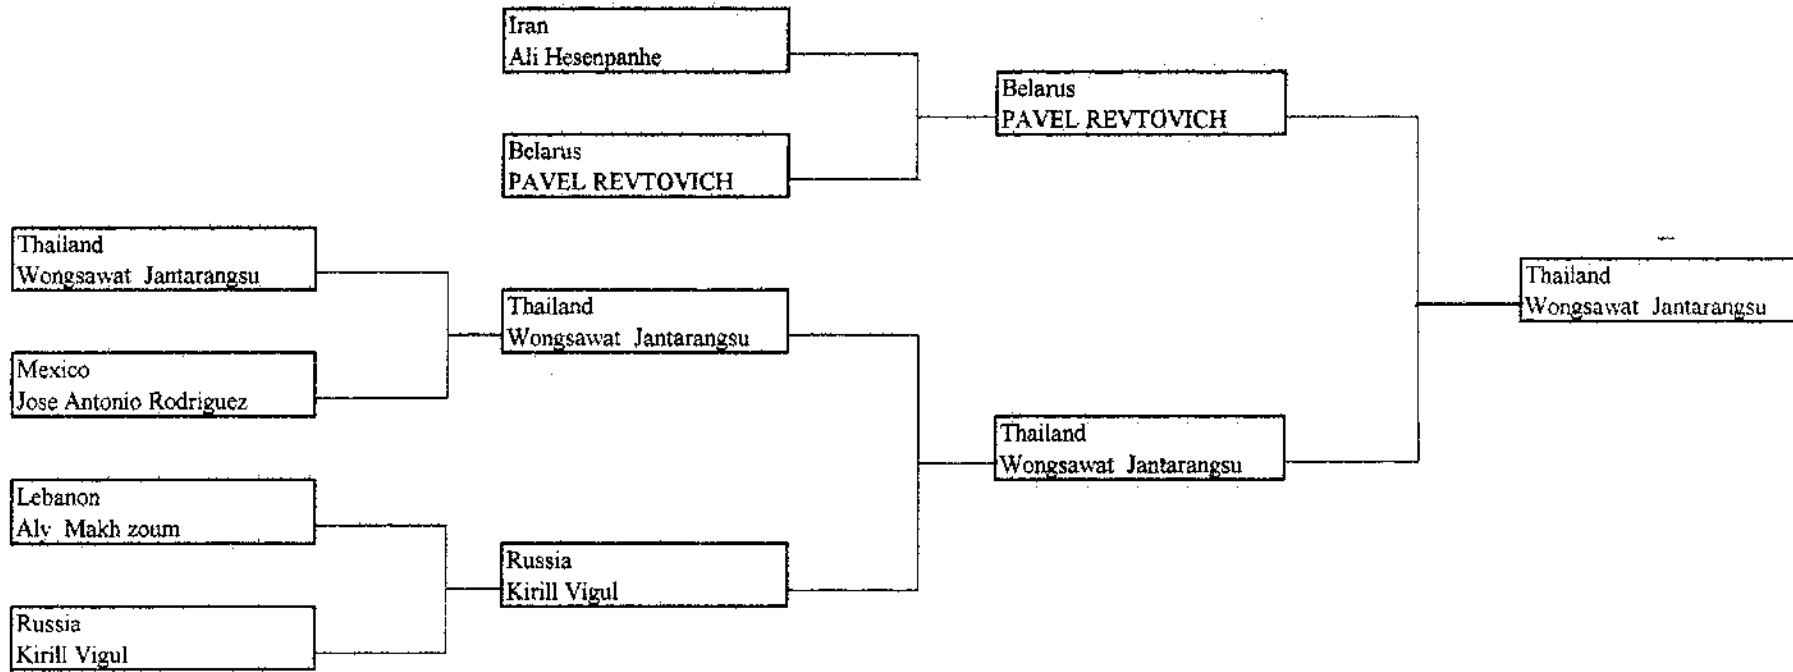 Iran
Ali Hesenpanhe
Belarus
PAVEL REVTOVICH
Belarus
PAVEL REVTOVICH
Thailand
Wongsawat Jantarangsu
Mexico
Jose Antonio Rodriguez
Thailand
Wongsawat Jantarangsu
Thailand
Wongsawat Jantarangsu
Lebanon
Aly Makh zoum
Russia
Kirill Vigul
Russia
Kirill Vigul
Thailand
Wongsawat Jantarangsu